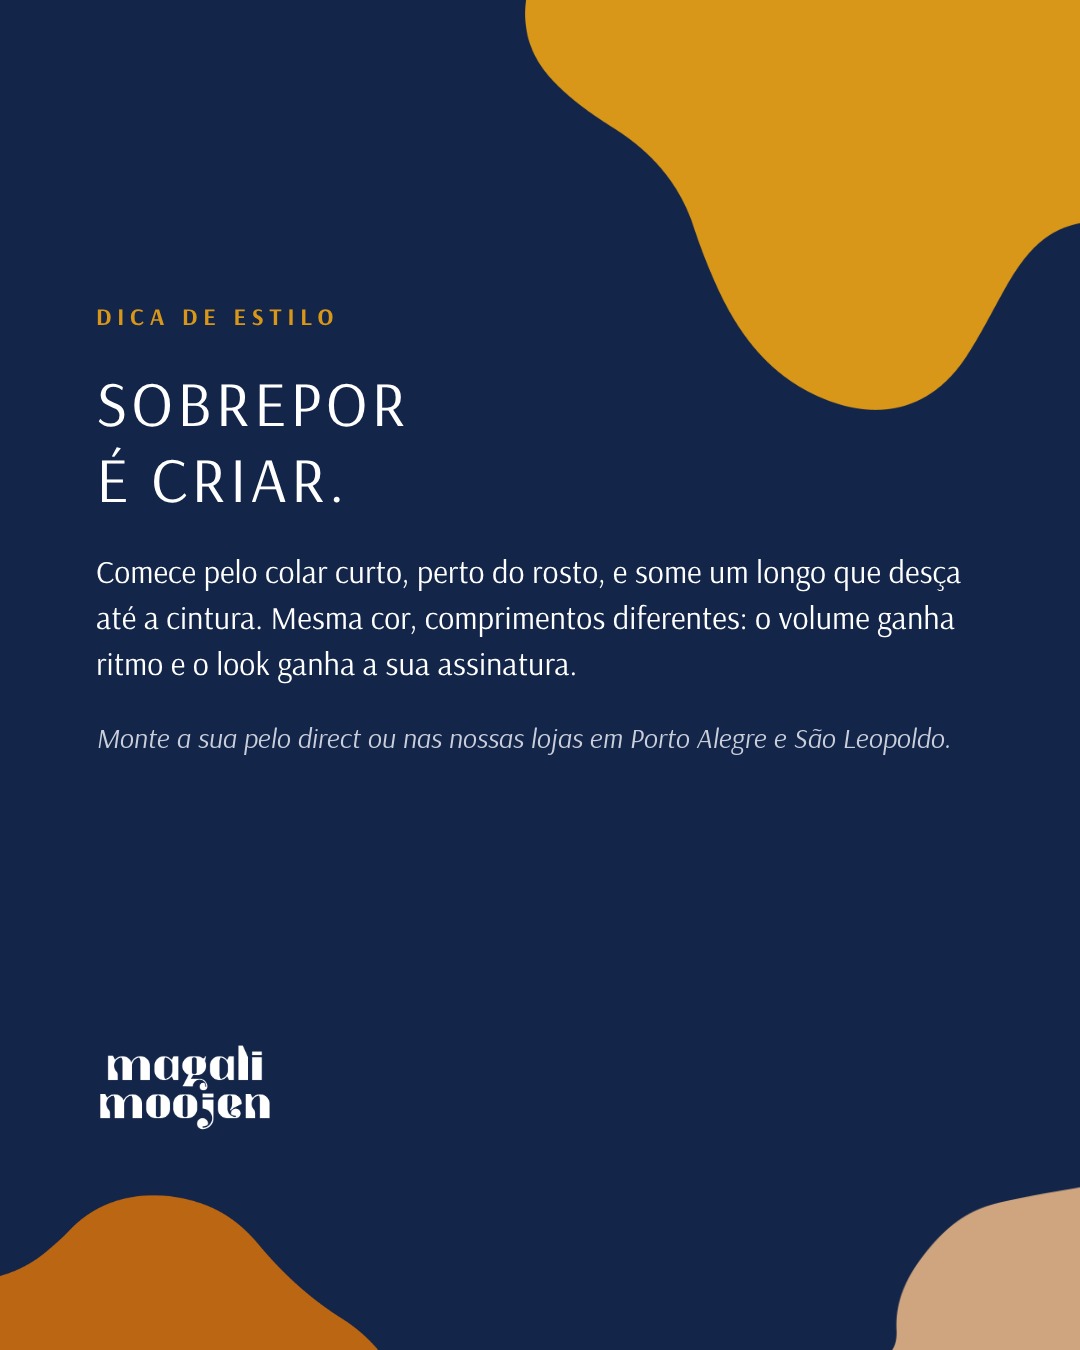 DICA DE ESTILO
SOBREPOR
É CRIAR.
Comece pelo colar curto, perto do rosto, e some um longo que desça
até a cintura. Mesma cor, comprimentos diferentes: o volume ganha
ritmo e o look ganha a sua assinatura.
Monte a sua pelo direct ou nas nossas lojas em Porto Alegre e São Leopoldo.
magali
moojen